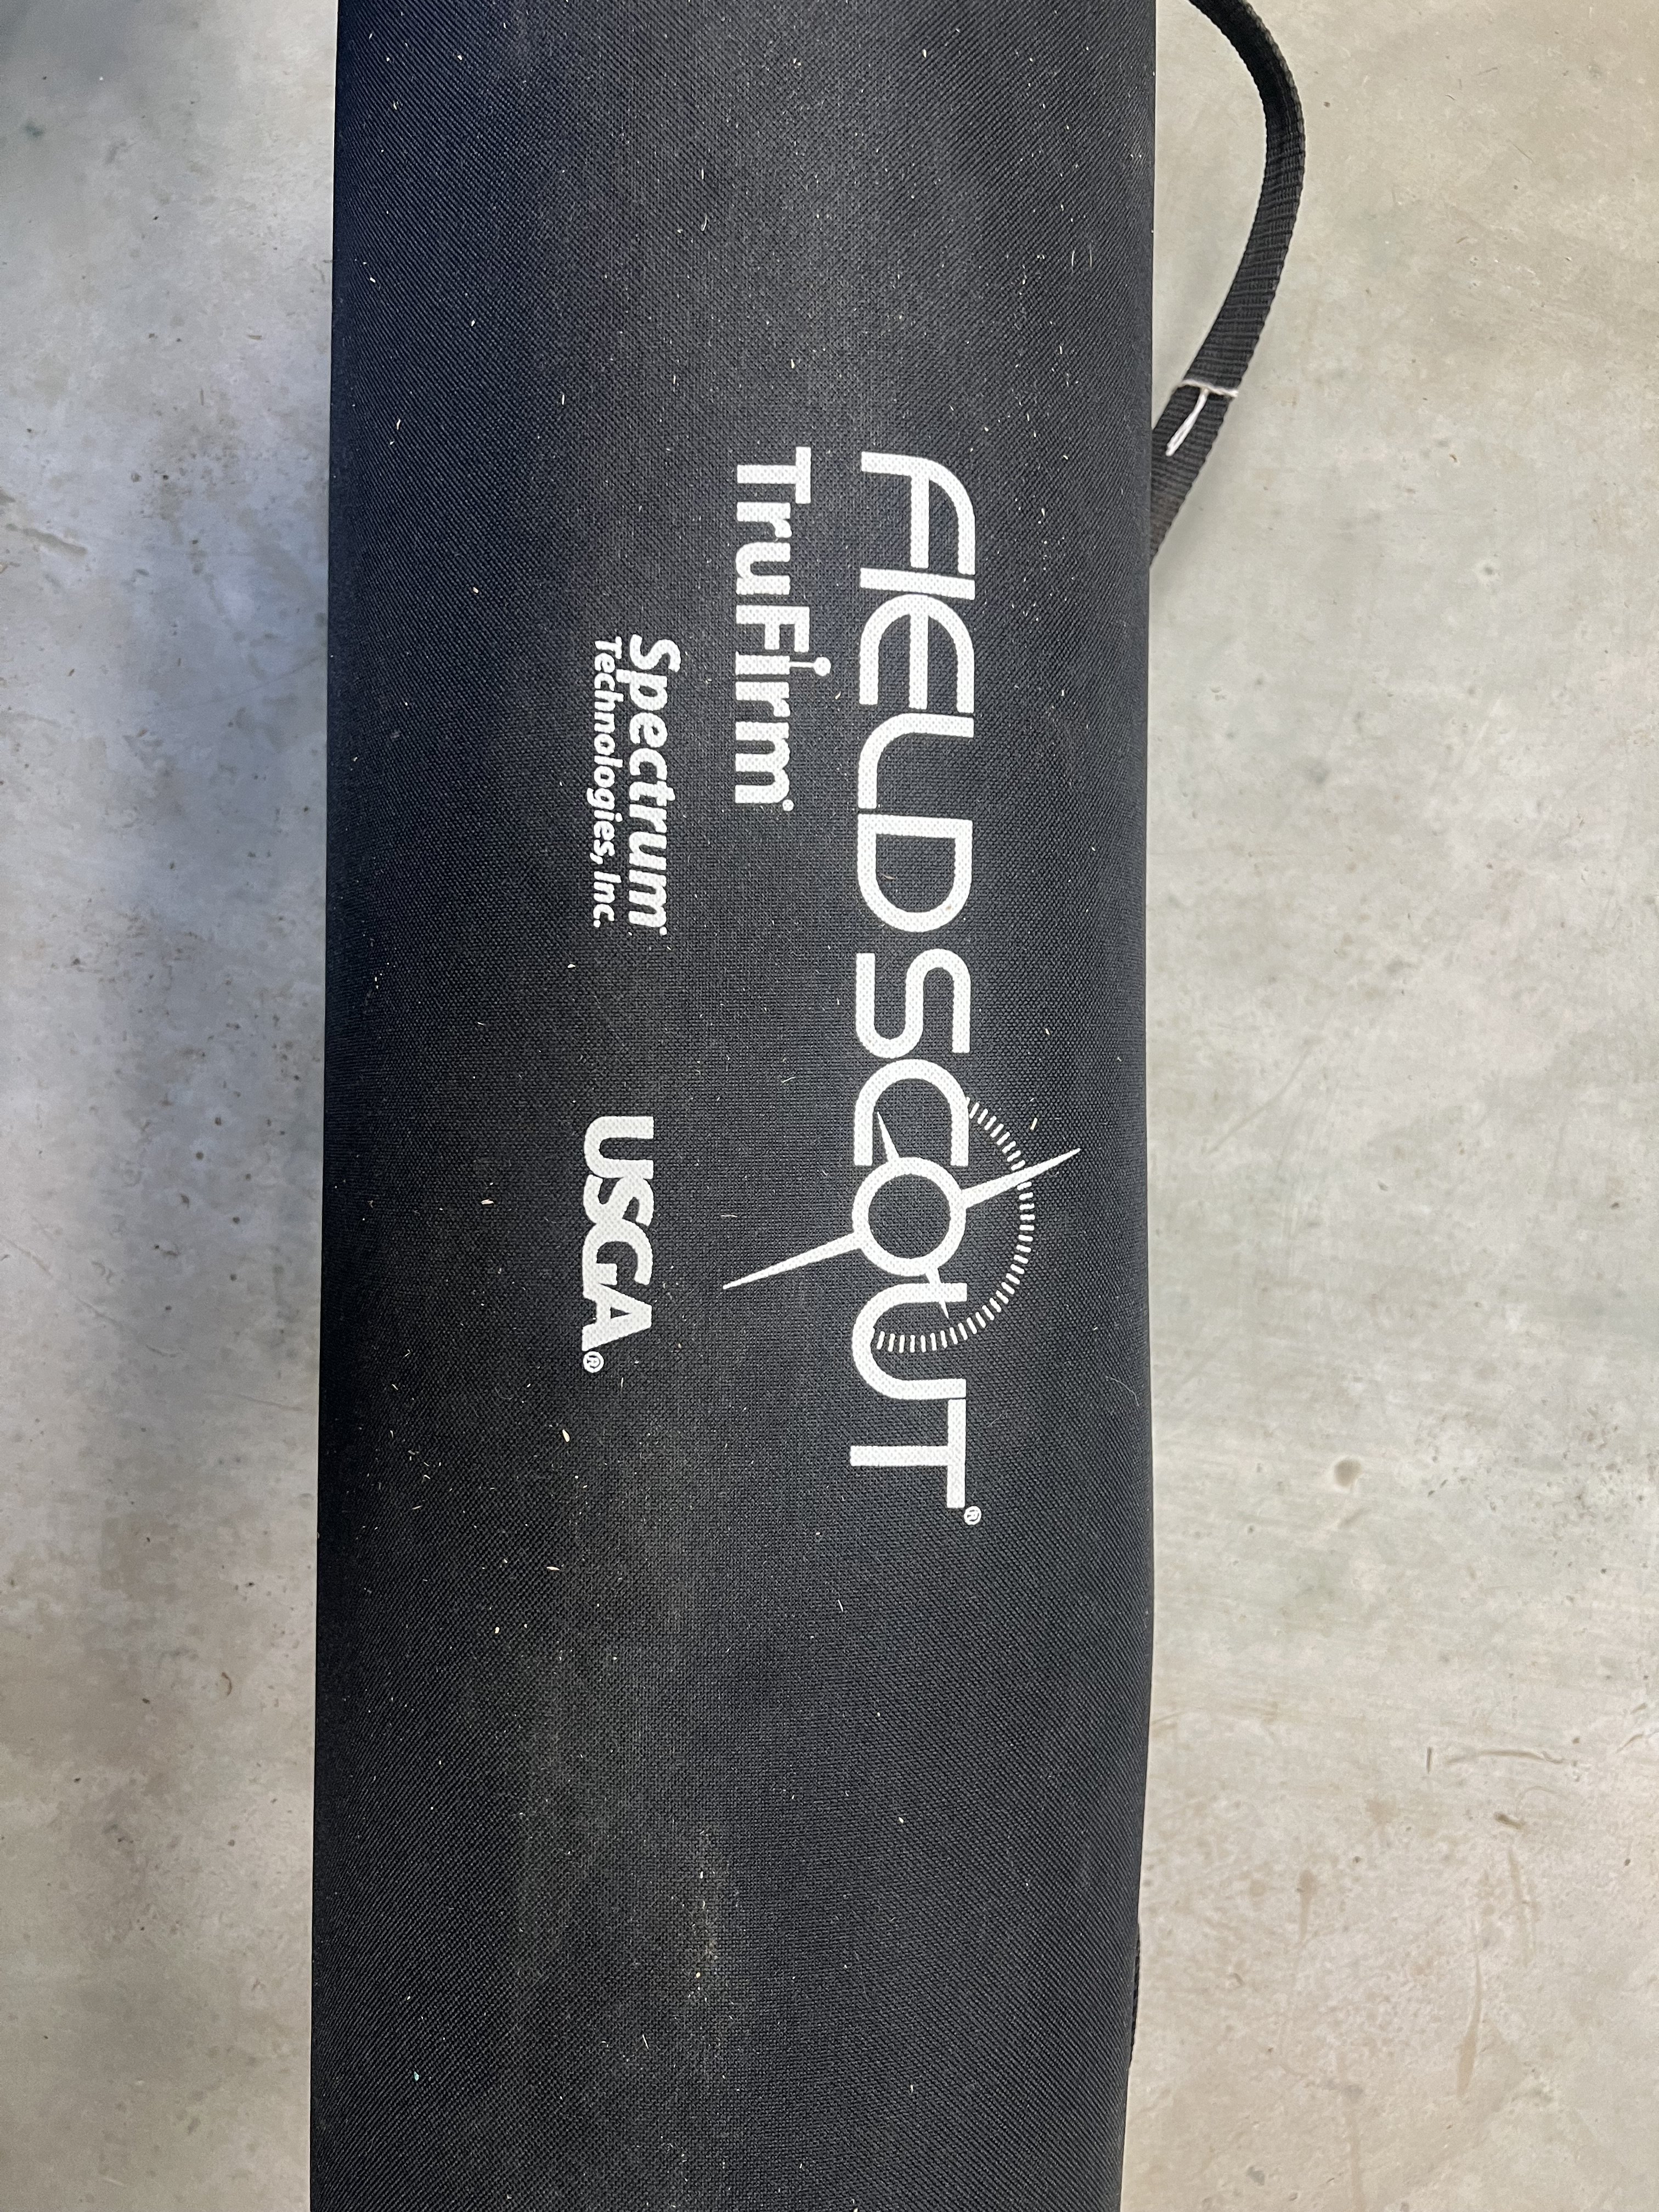 FIELDSCOUT®
TruFirm®
Spectrum®
Technologies, Inc.
USGA®